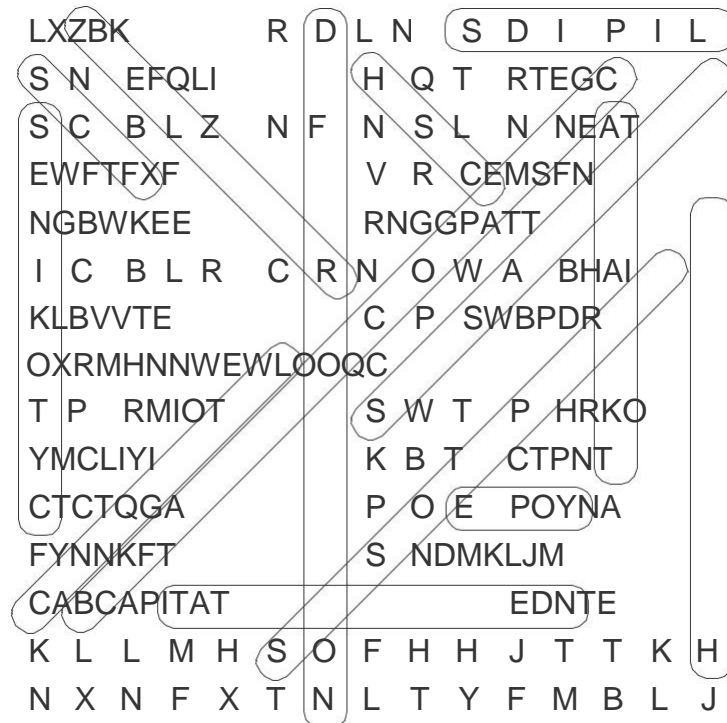 LXZBK R D L N S D I P I L
S N EFQLI H Q T RTEGC
S C B L Z N F N S L N NEAT
EWFTFXF V R CEMSFN
NGBWKEE RNGGPATT
I C B L R C R N O W A BHAI
KLBVVTE C P SWBPDR
OXRMHNNWEWLOOQC
T P RMIOT S W T P HRKO
YMCLIYI K B T CTPNT
CTCTQGA P O E POYNA
FYNNKFT S NDMKLJM
CABCAPITAT EDNTE
K L L M H S O F H H J T T K H
N X N F X T N L T Y F M B L J